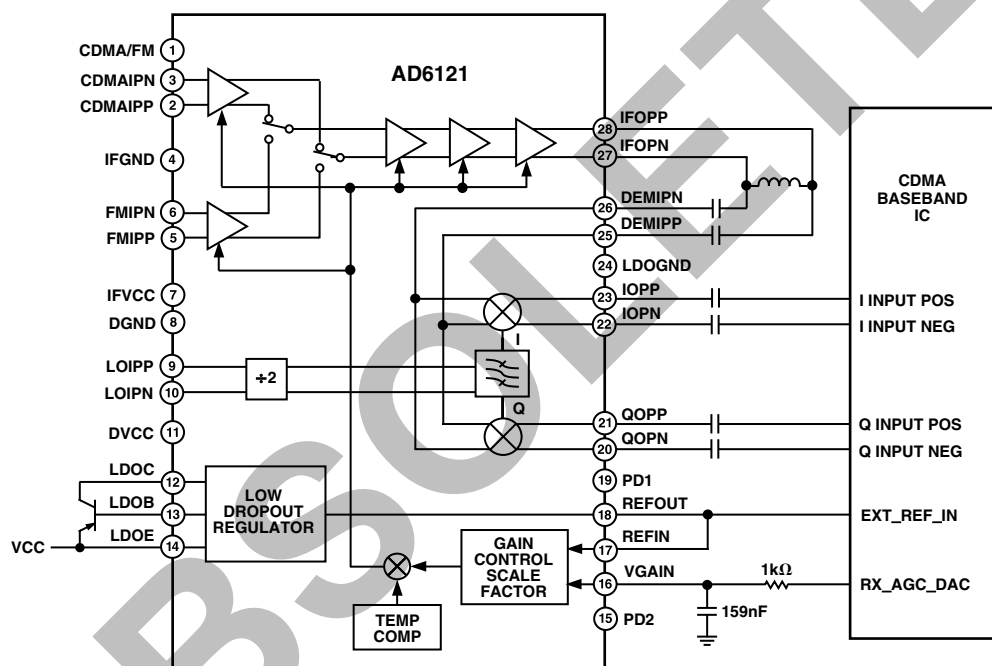 AD6121
CDMA/FM 1
CDMAIPN 3
CDMAIPP 2
IFGND 4
FMIPN 6
FMIPP 5
IFVCC 7
DGND 8
LOIPP 9
LOIPN 10
÷2
DVCC 11
LDOC 12
LDOB 13
LDOE 14
VCC
LOW
DROPOUT
REGULATOR
TEMP
COMP
GAIN
CONTROL
SCALE
FACTOR
I
Q
28 IFOPP
27 IFOPN
26 DEMIPN
25 DEMIPP
24 LDOGND
23 IOPP
22 IOPN
21 QOPP
20 QOPN
19 PD1
18 REFOUT
17 REFIN
16 VGAIN
15 PD2
1kΩ
159nF
CDMA
BASEBAND
IC
I INPUT POS
I INPUT NEG
Q INPUT POS
Q INPUT NEG
EXT_REF_IN
RX_AGC_DAC
BSOLETE